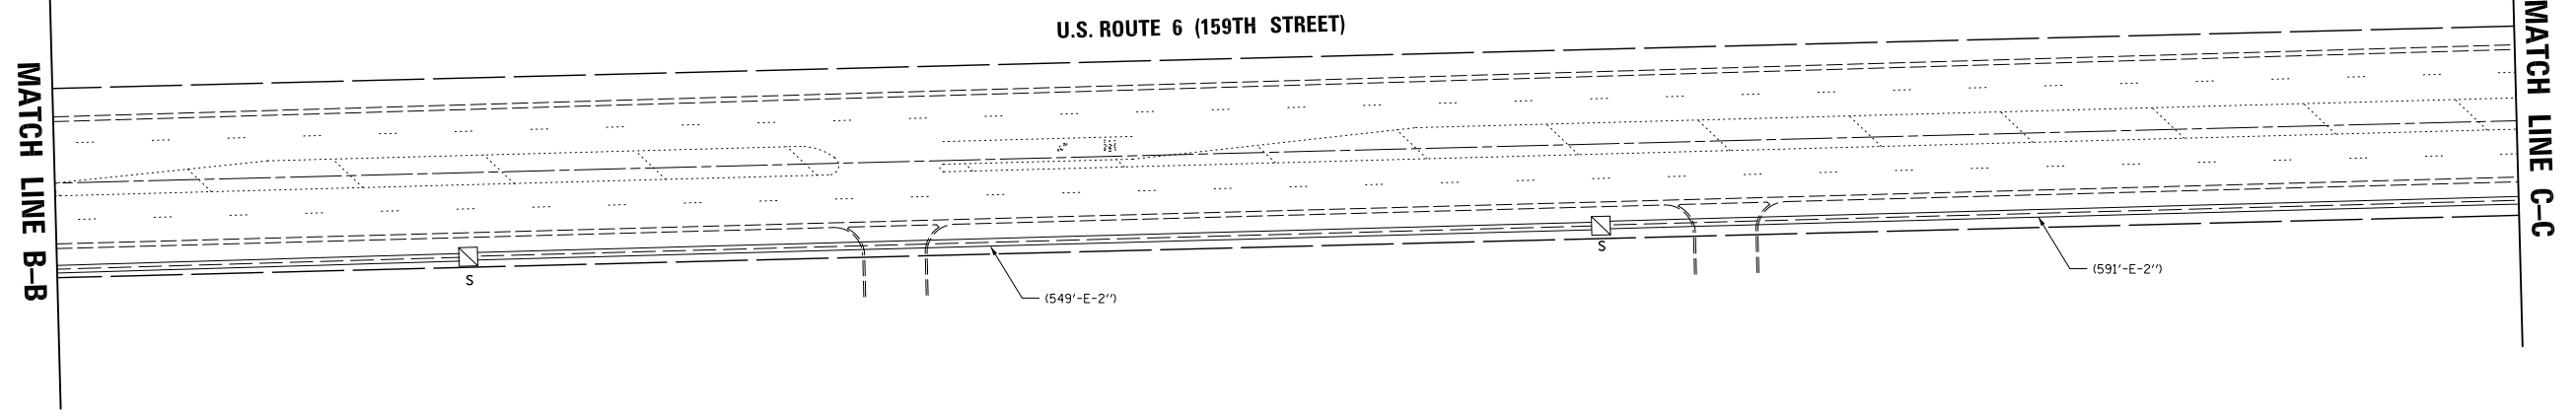 U.S. ROUTE 6 (159TH STREET)
MATCH LINE B–B
MATCH LINE C–C
S
S
(549'-E-2'')
(591'-E-2'')